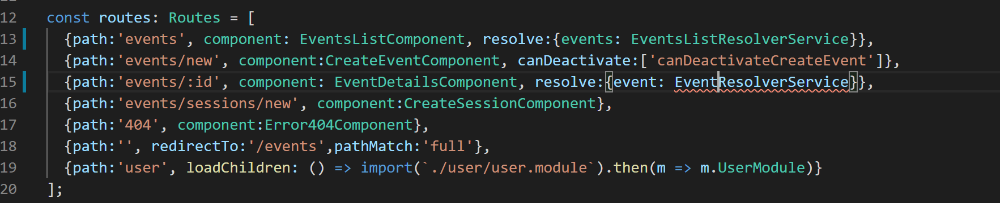 12 const routes: Routes = [
13 {path:'events', component: EventsListComponent, resolve:{events: EventsListResolverService}},
14 {path:'events/new', component:CreateEventComponent, canDeactivate:['canDeactivateCreateEvent']},
15 {path:'events/:id', component: EventDetailsComponent, resolve:{event: EventResolverService}},
16 {path:'events/sessions/new', component:CreateSessionComponent},
17 {path:'404', component:Error404Component},
18 {path:'', redirectTo:'/events',pathMatch:'full'},
19 {path:'user', loadChildren: () => import(`./user/user.module`).then(m => m.UserModule)}
20 ];